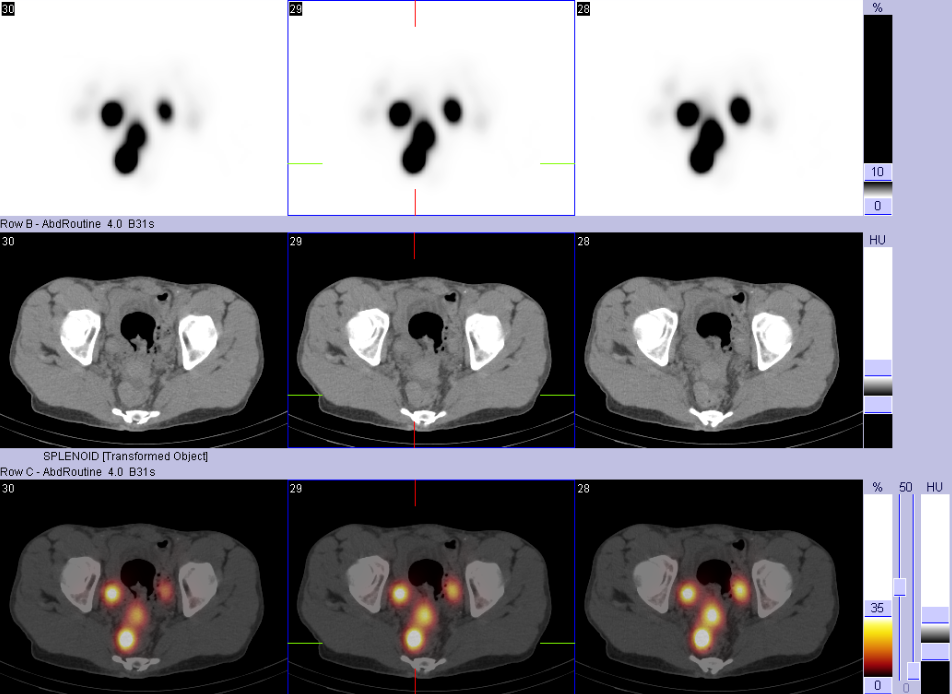 30
29
28
%
10
0
Row B - AbdRoutine 4.0 B31s
30
29
28
HU
SPLENOID [Transformed Object]
Row C - AbdRoutine 4.0 B31s
30
29
28
% 50 HU
35
0 0